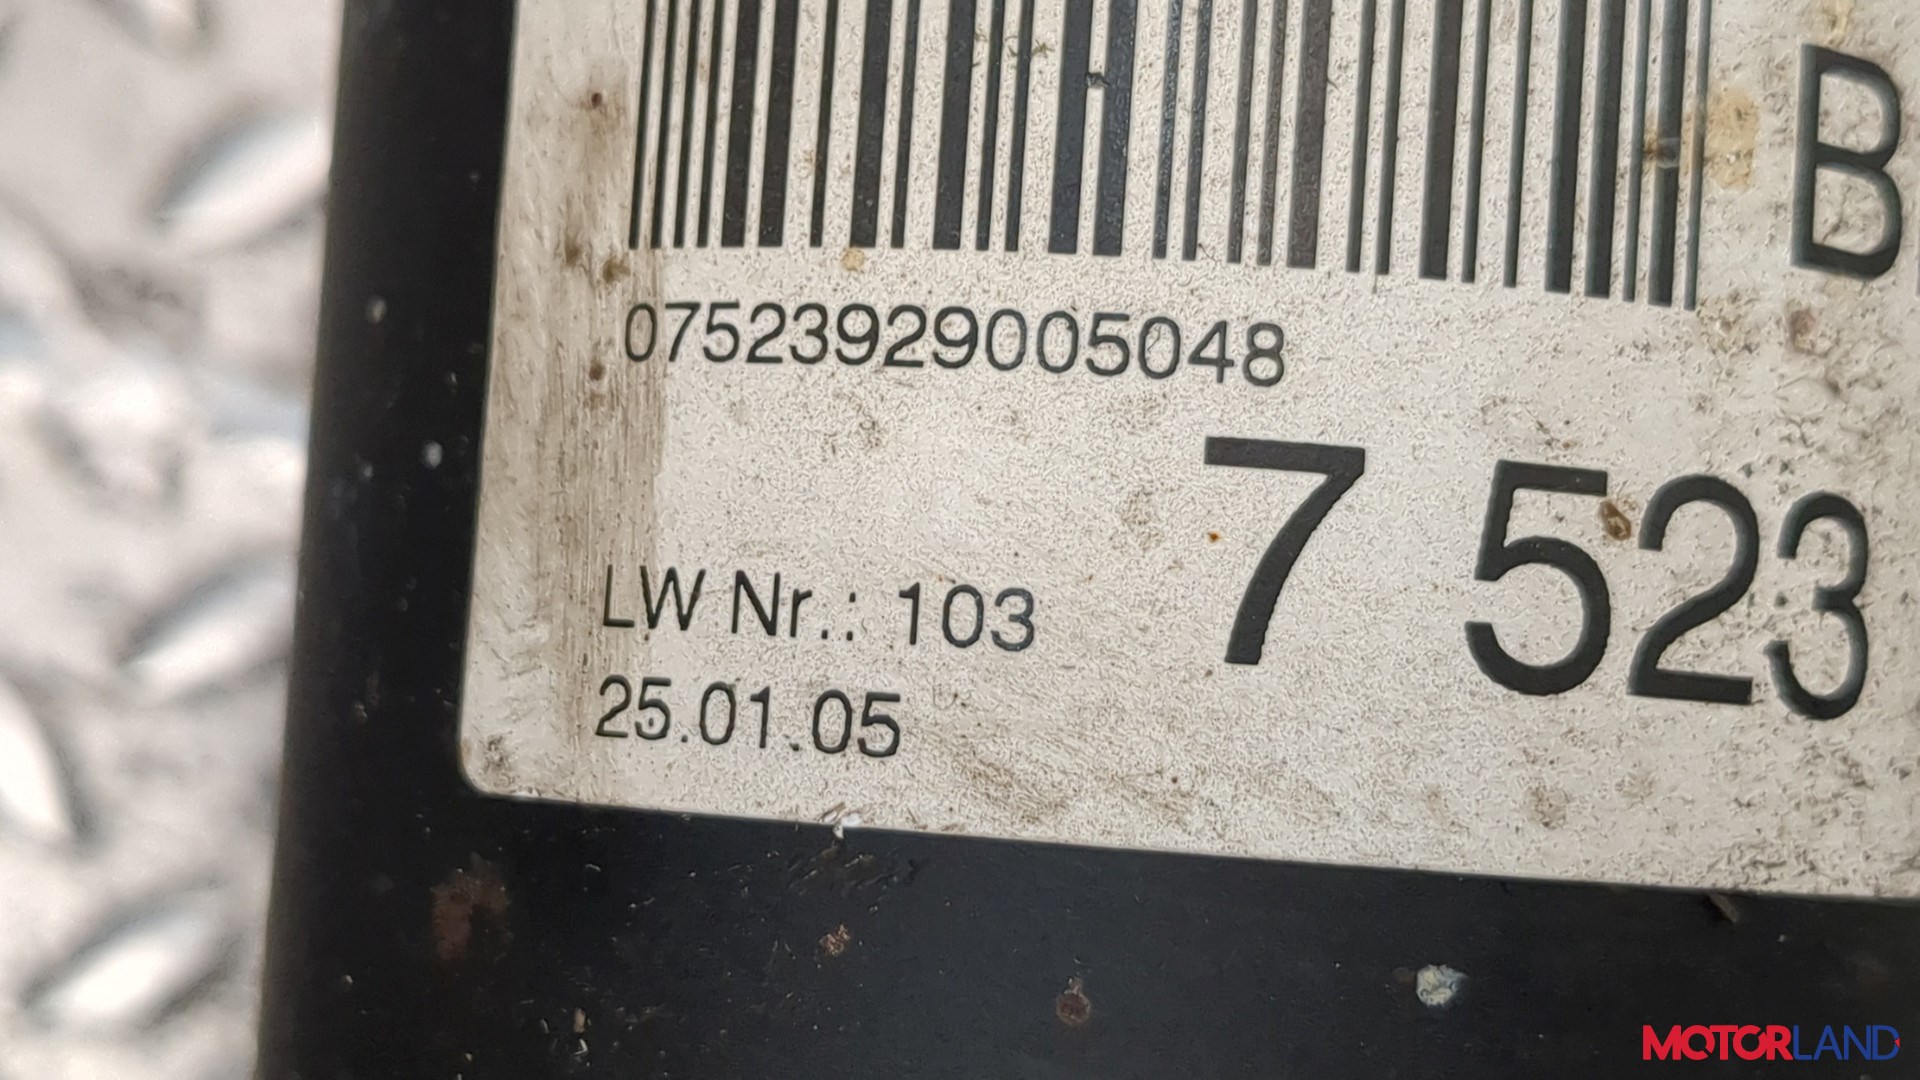 B
07523929005048
7 523
LW Nr.: 103
25.01.05
MOTORLAND